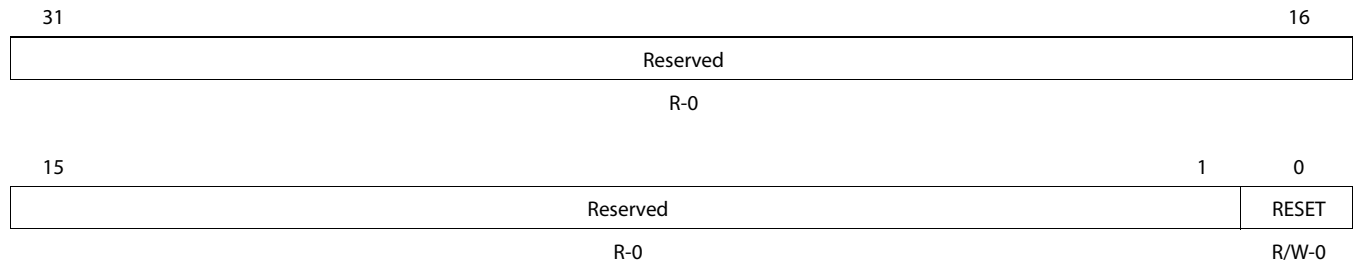 31 16
Reserved
R-0
15 1 0
Reserved RESET
R-0 R/W-0